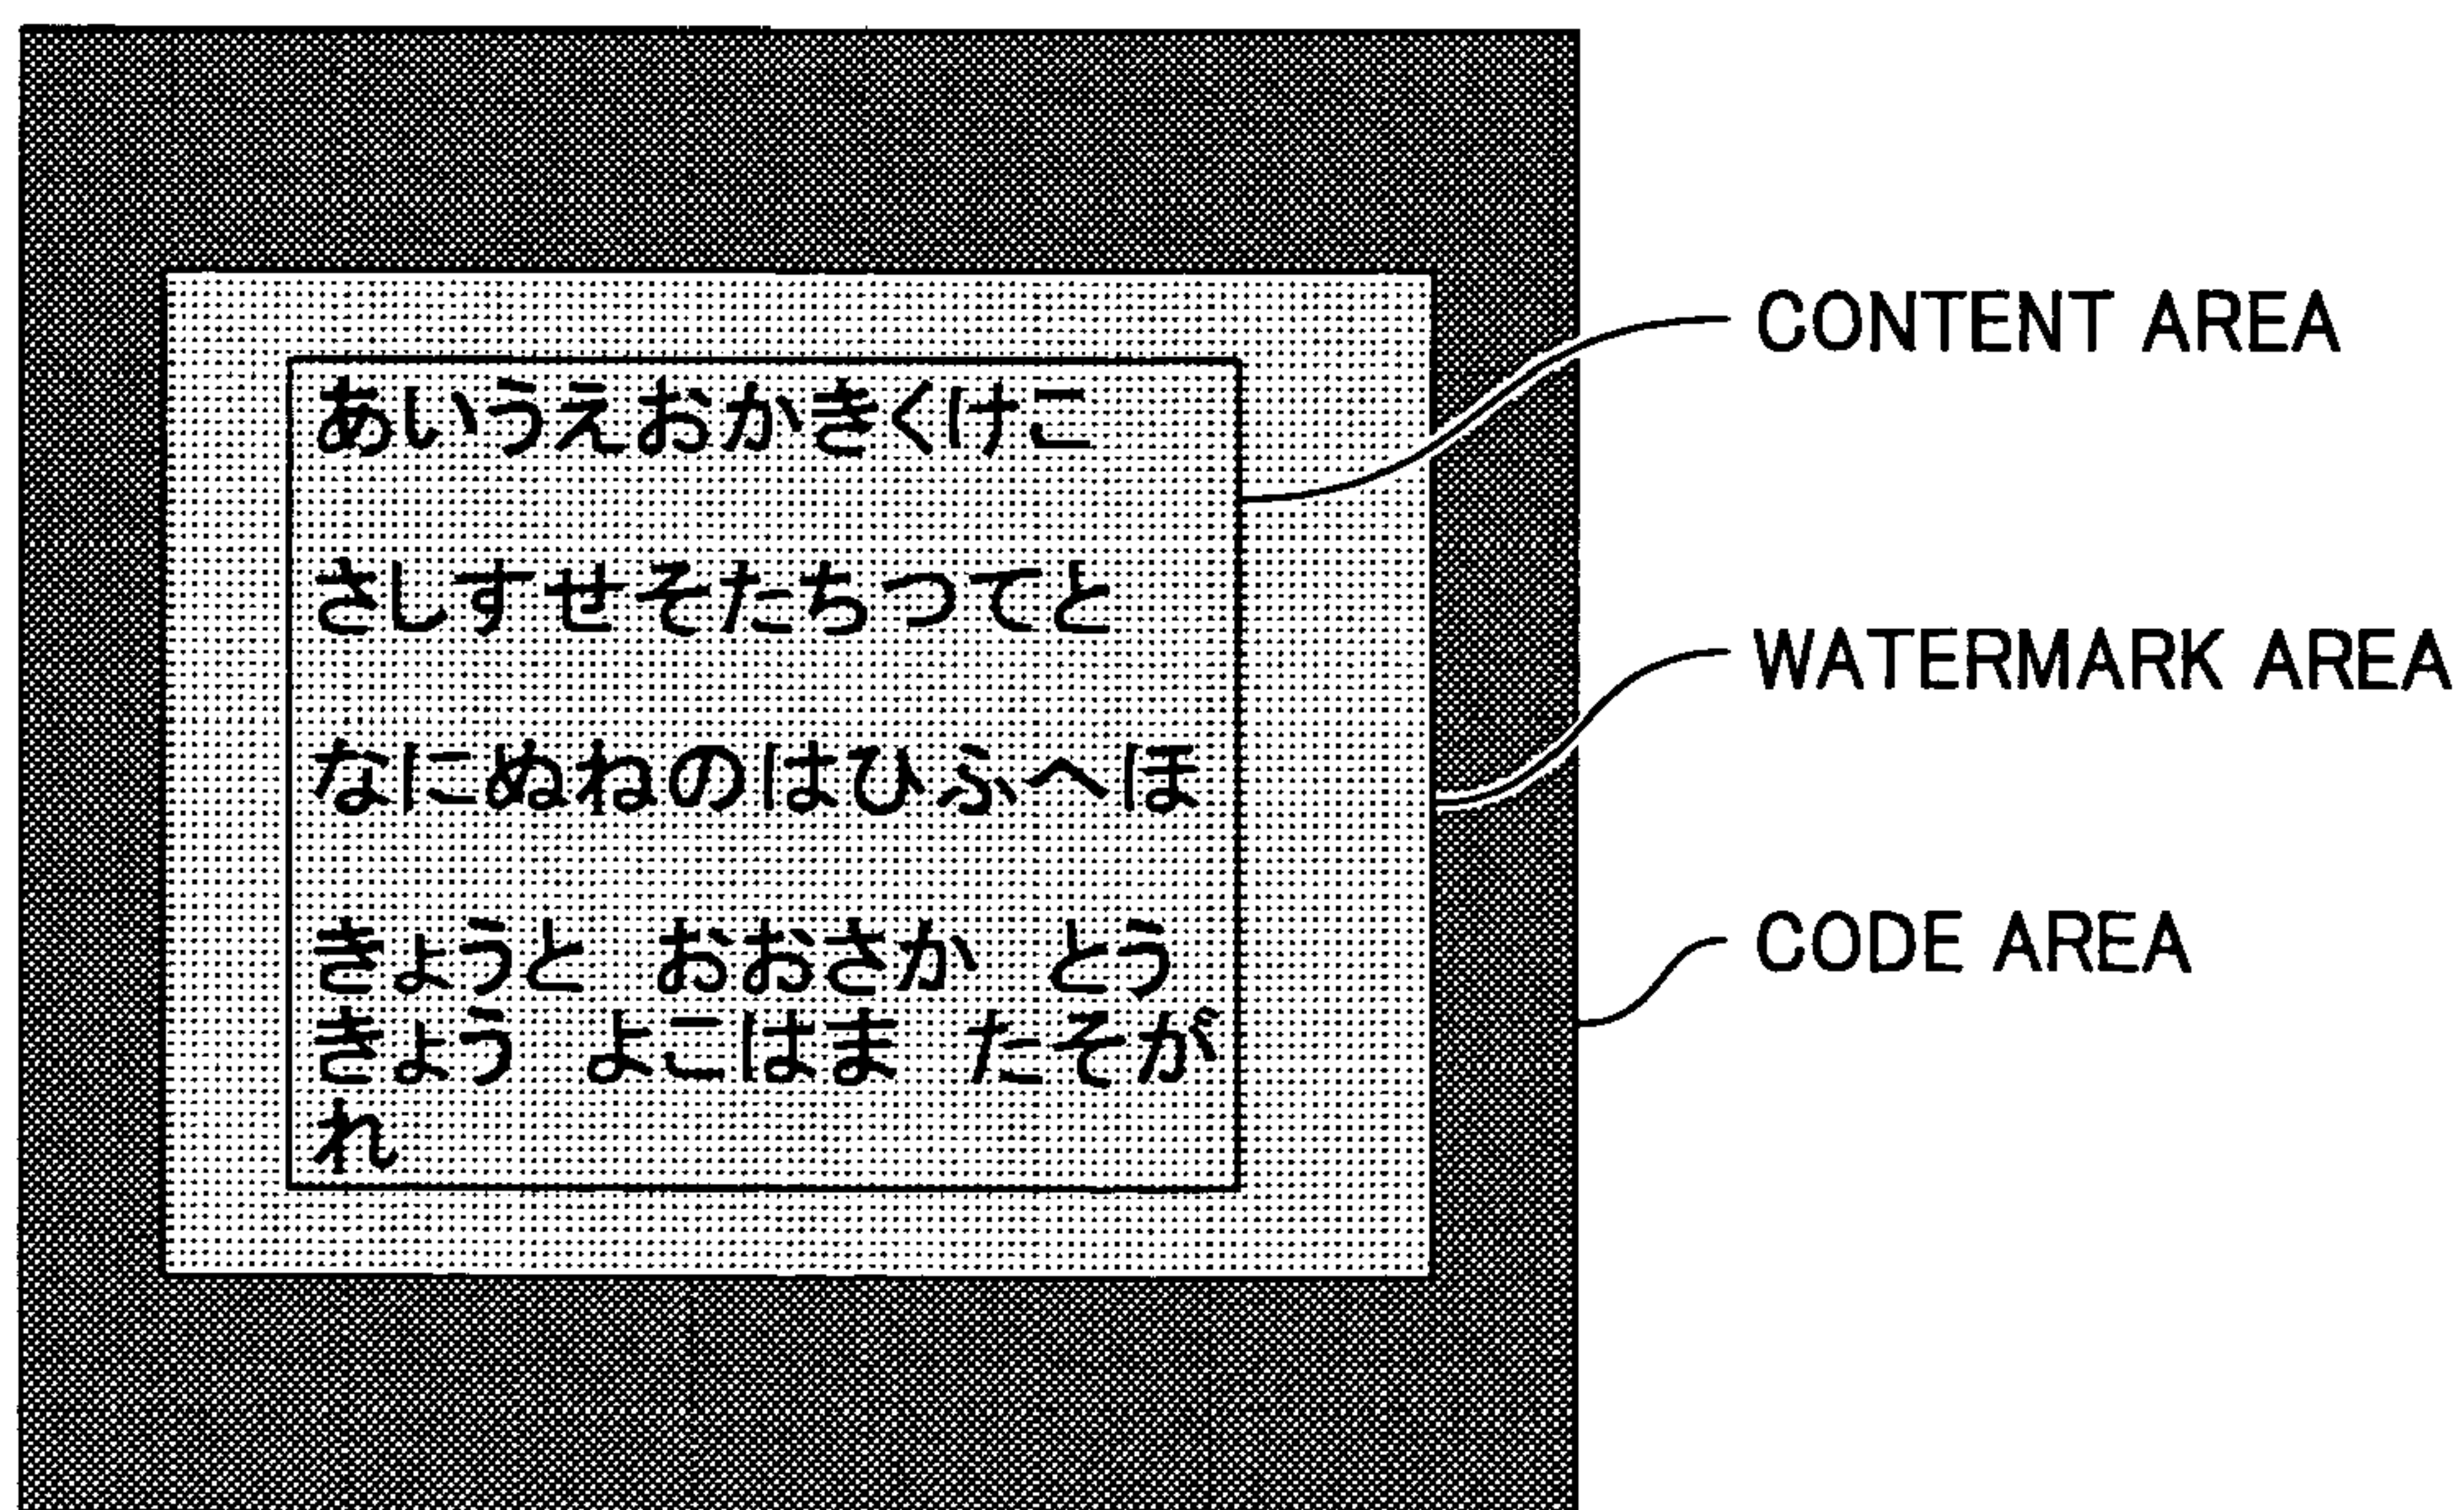 あいうえおかきくけこ
さしすせそたちつてと
なにぬねのはひふへほ
きょうと おおさか とう
きょう よこはま たそが
れ
CONTENT AREA
WATERMARK AREA
CODE AREA